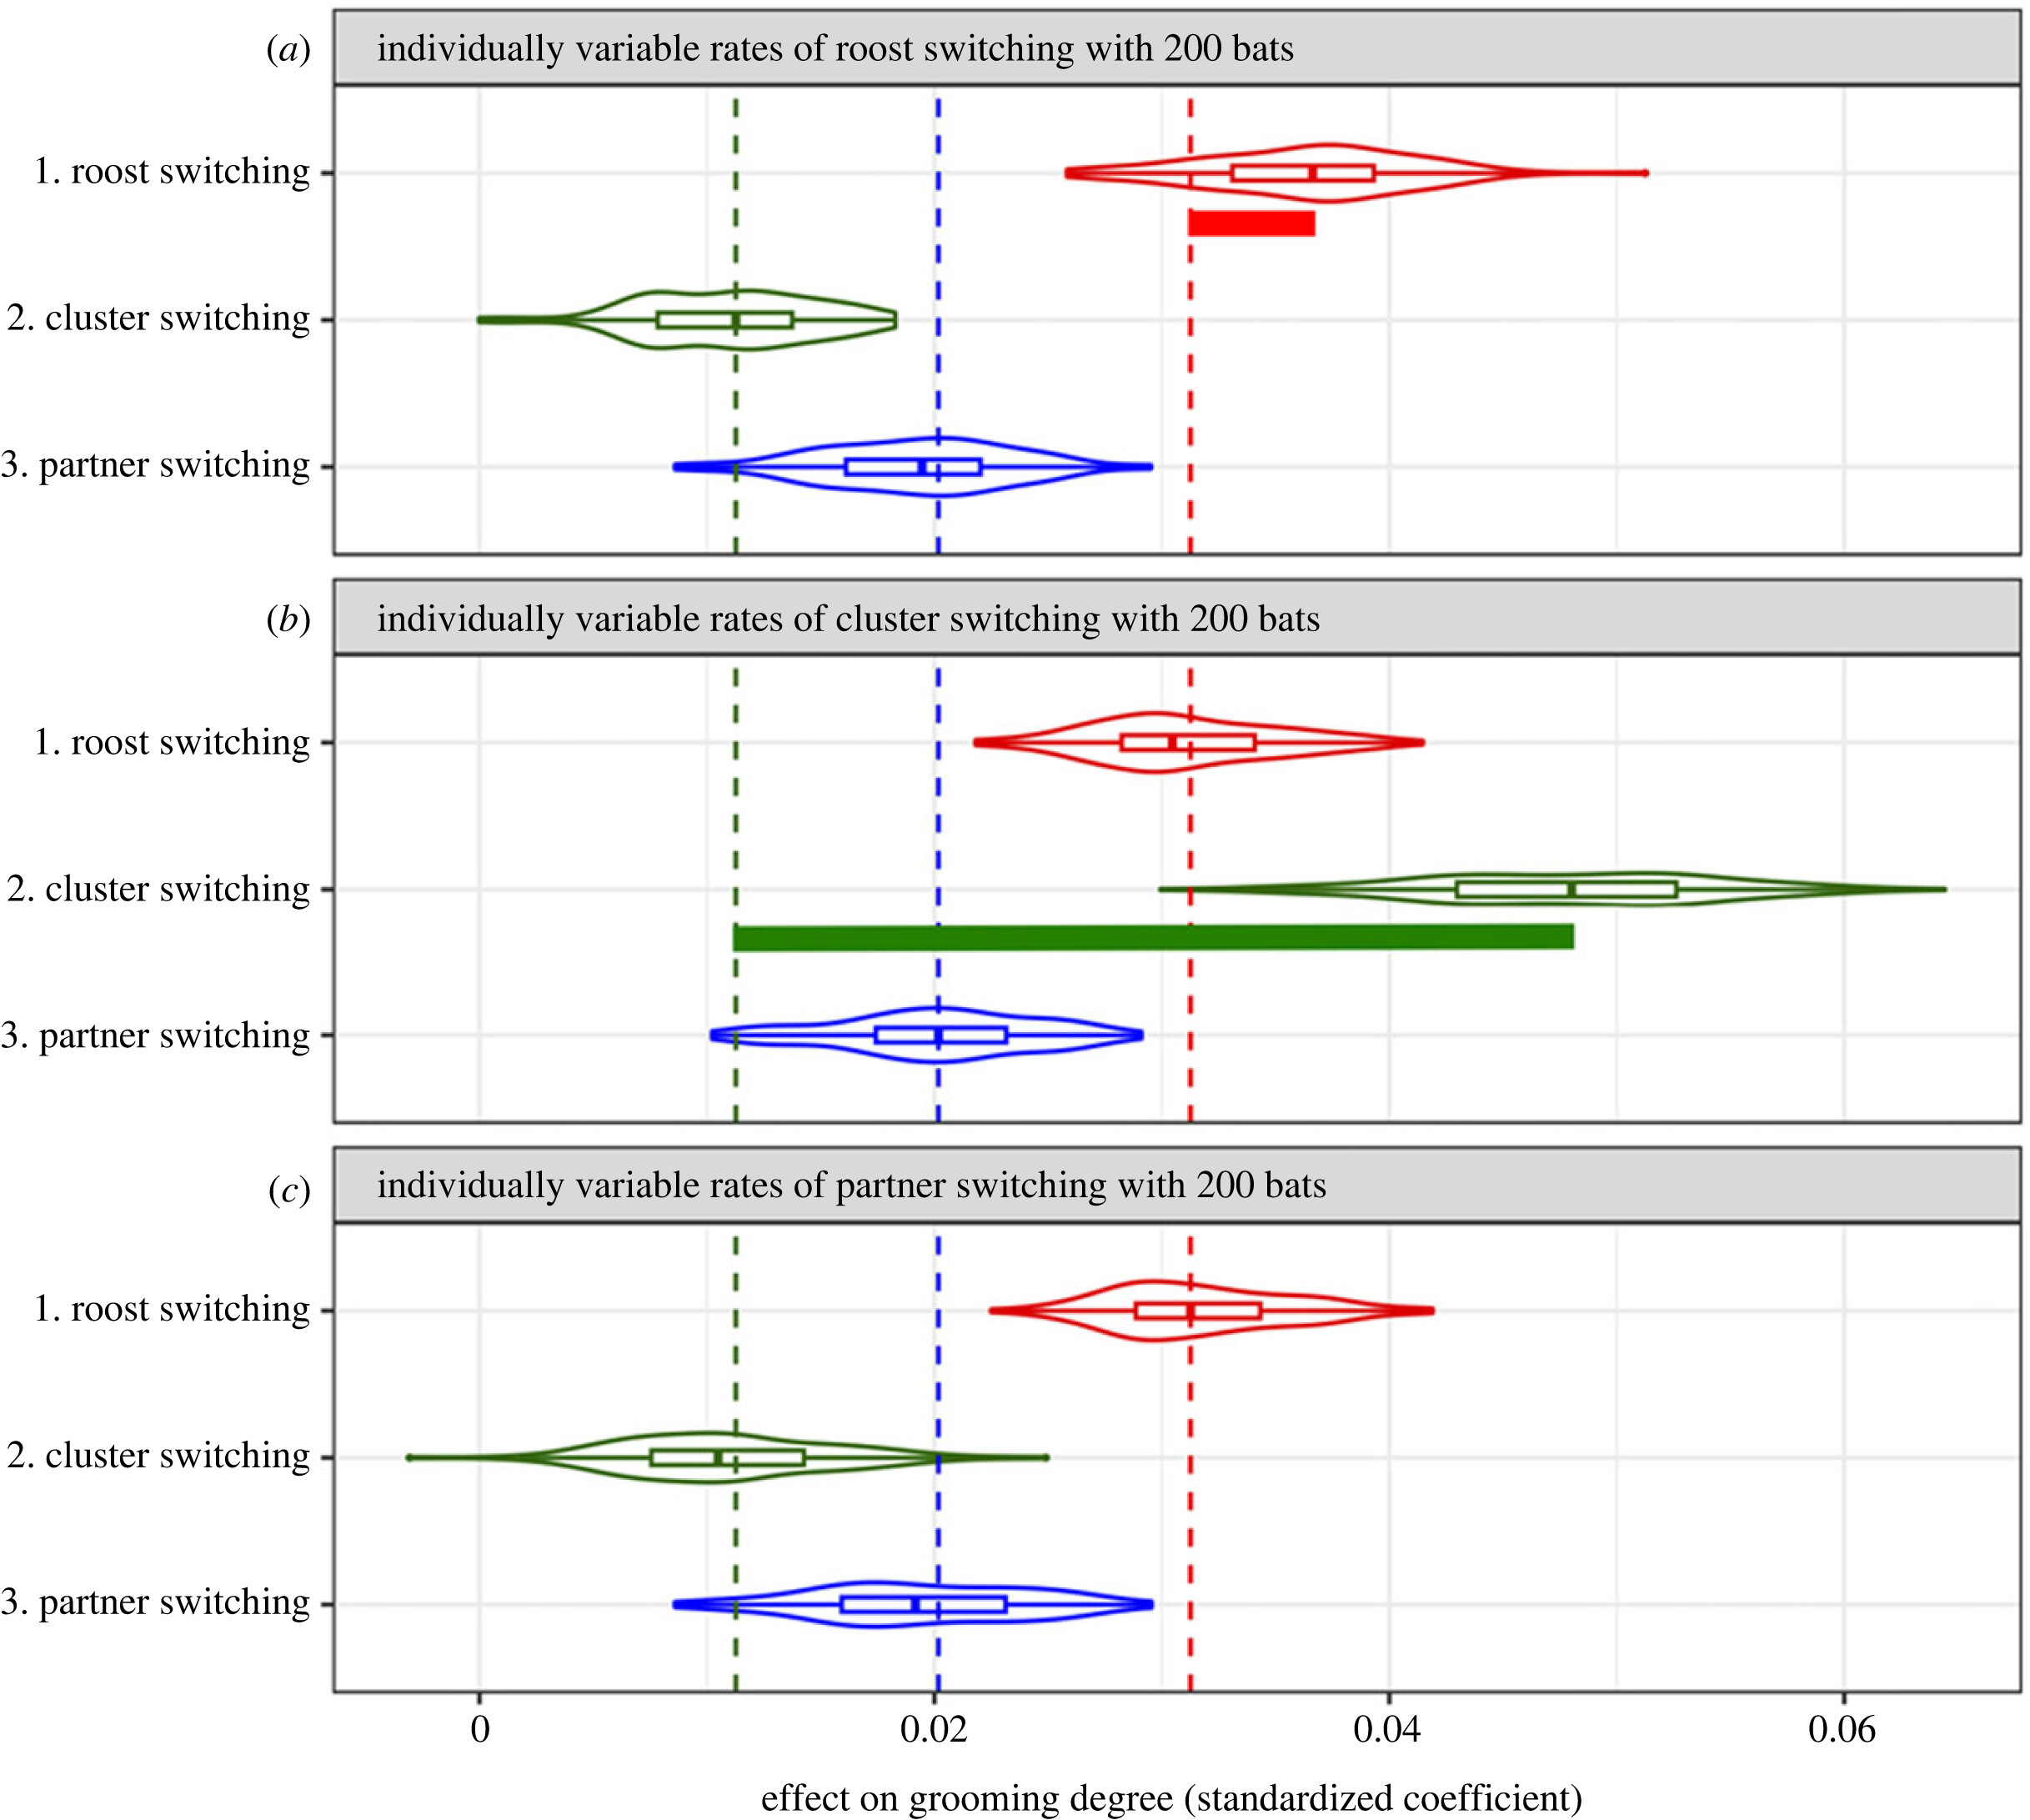 (a) individually variable rates of roost switching with 200 bats
1. roost switching
2. cluster switching
3. partner switching
(b) individually variable rates of cluster switching with 200 bats
1. roost switching
2. cluster switching
3. partner switching
(c) individually variable rates of partner switching with 200 bats
1. roost switching
2. cluster switching
3. partner switching
0 0.02 0.04 0.06
effect on grooming degree (standardized coefficient)